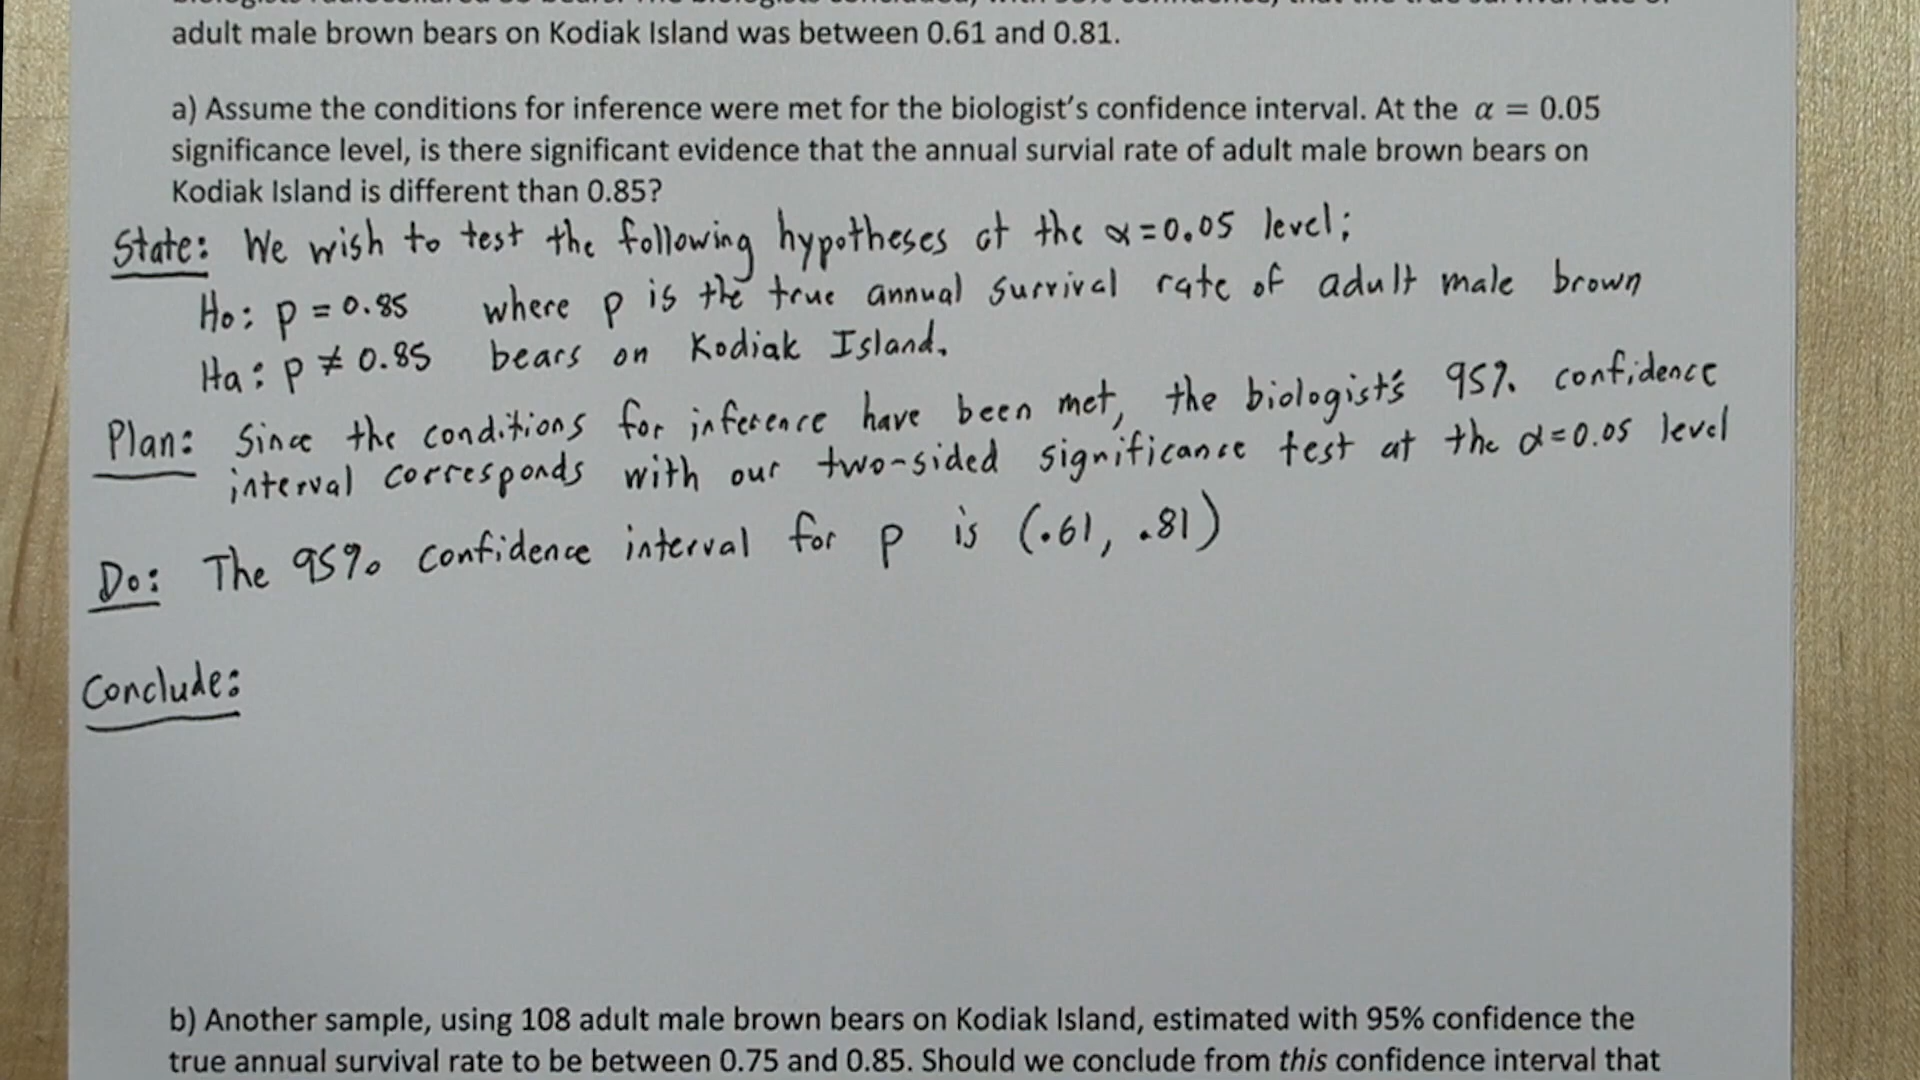 adult male brown bears on Kodiak Island was between 0.61 and 0.81.
a) Assume the conditions for inference were met for the biologist's confidence interval. At the α = 0.05
significance level, is there significant evidence that the annual survial rate of adult male brown bears on
Kodiak Island is different than 0.85?
State: We wish to test the following hypotheses at the α=0.05 level:
Ho: p = 0.85 where p is the true annual survival rate of adult male brown
Ha: p ≠ 0.85 bears on Kodiak Island.
Plan: Since the conditions for inference have been met, the biologist's 95% confidence
interval corresponds with our two-sided significance test at the α=0.05 level
Do: The 95% confidence interval for p is (.61, .81)
Conclude:
b) Another sample, using 108 adult male brown bears on Kodiak Island, estimated with 95% confidence the
true annual survival rate to be between 0.75 and 0.85. Should we conclude from this confidence interval that